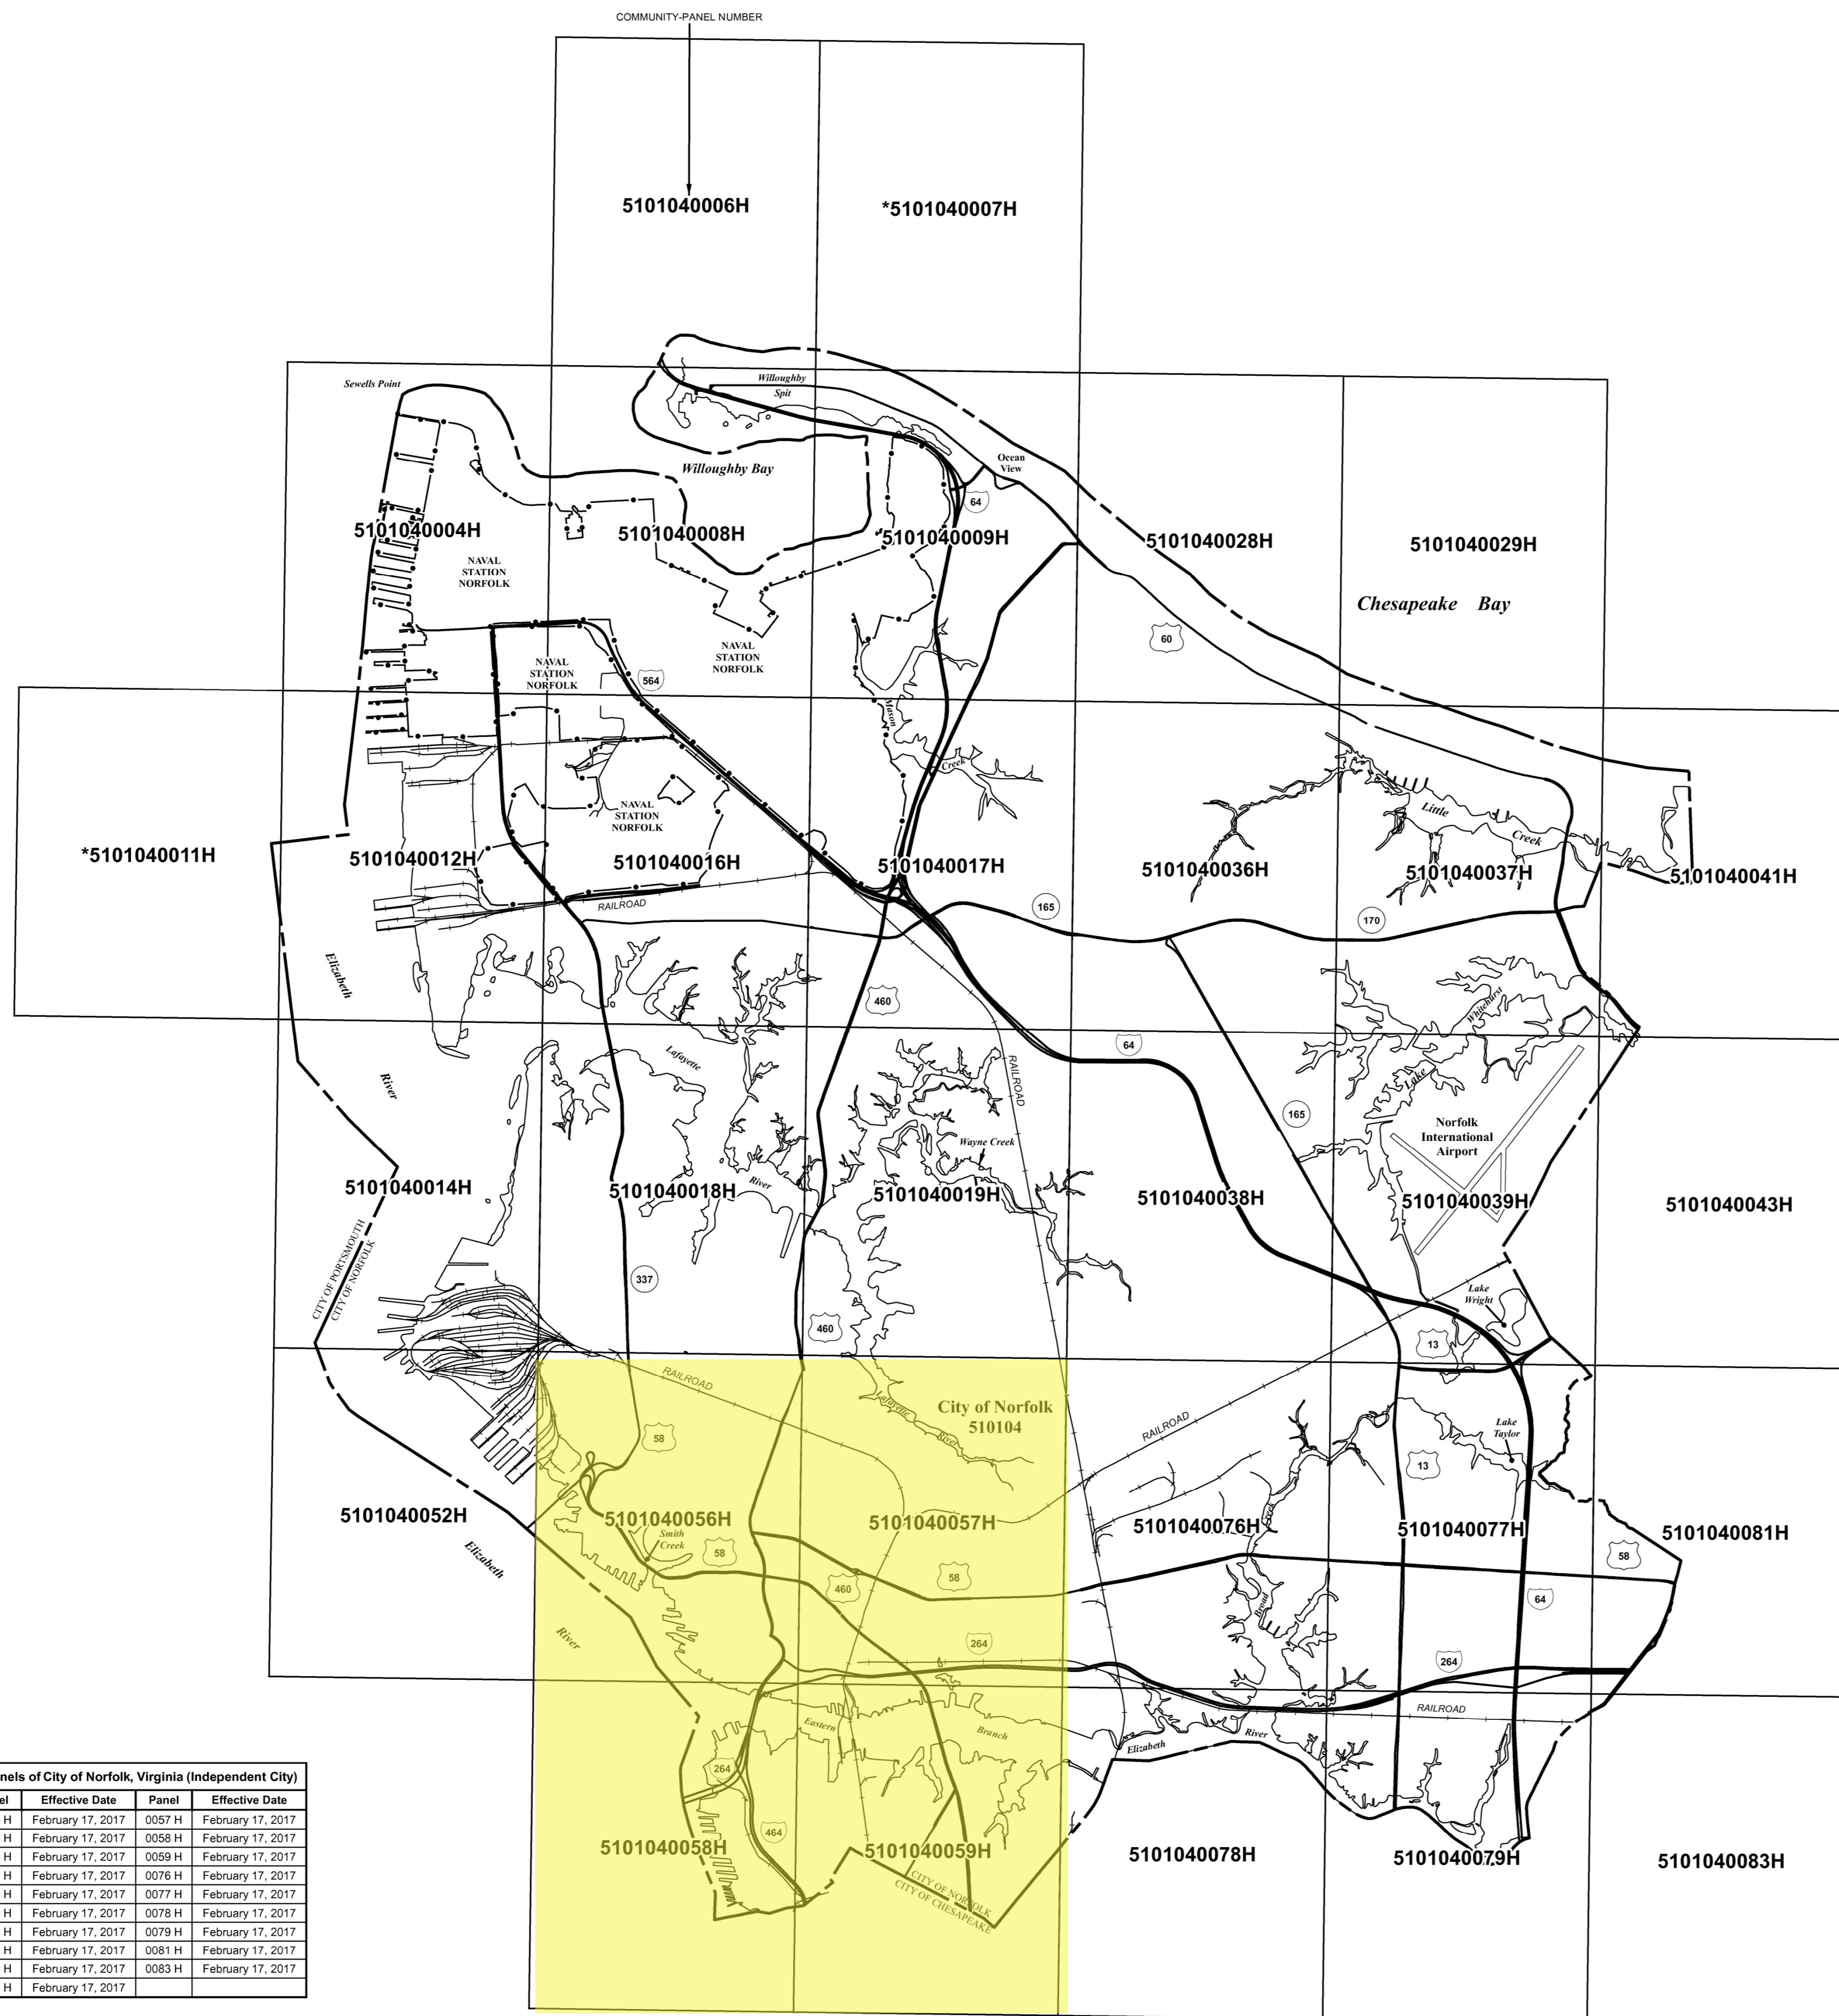 COMMUNITY-PANEL NUMBER
5101040006H
*5101040007H
Sewells Point
Willoughby
Spit
Willoughby Bay
Ocean
View
64
5101040004H
5101040008H
5101040009H
5101040028H
5101040029H
NAVAL
STATION
NORFOLK
Chesapeake Bay
60
NAVAL
STATION
NORFOLK
NAVAL
STATION
NORFOLK
564
Mason
Creek
NAVAL
STATION
NORFOLK
Little
Creek
*5101040011H
5101040012H
5101040016H
5101040017H
5101040036H
5101040037H
5101040041H
RAILROAD
165
170
Elizabeth
River
460
Whitehurst
Lake
Lafayette
River
RAILROAD
64
165
Norfolk
International
Airport
Wayne Creek
5101040014H
5101040018H
5101040019H
5101040038H
5101040039H
5101040043H
CITY OF PORTSMOUTH
CITY OF NORFOLK
337
460
Lake
Wright
13
RAILROAD
Lafayette
River
City of Norfolk
510104
58
RAILROAD
Lake
Taylor
13
5101040052H
5101040056H
5101040057H
5101040076H
5101040077H
5101040081H
Smith
Creek
Creek
Broad
Elizabeth
River
58
460
58
58
64
264
264
RAILROAD
Eastern
Branch
Elizabeth
River
264
464
5101040058H
5101040059H
5101040078H
5101040079H
5101040083H
CITY OF NORFOLK
CITY OF CHESAPEAKE
nels of City of Norfolk, Virginia (Independent City)
el Effective Date Panel Effective Date
H February 17, 2017 0057 H February 17, 2017
H February 17, 2017 0058 H February 17, 2017
H February 17, 2017 0059 H February 17, 2017
H February 17, 2017 0076 H February 17, 2017
H February 17, 2017 0077 H February 17, 2017
H February 17, 2017 0078 H February 17, 2017
H February 17, 2017 0079 H February 17, 2017
H February 17, 2017 0081 H February 17, 2017
H February 17, 2017 0083 H February 17, 2017
H February 17, 2017